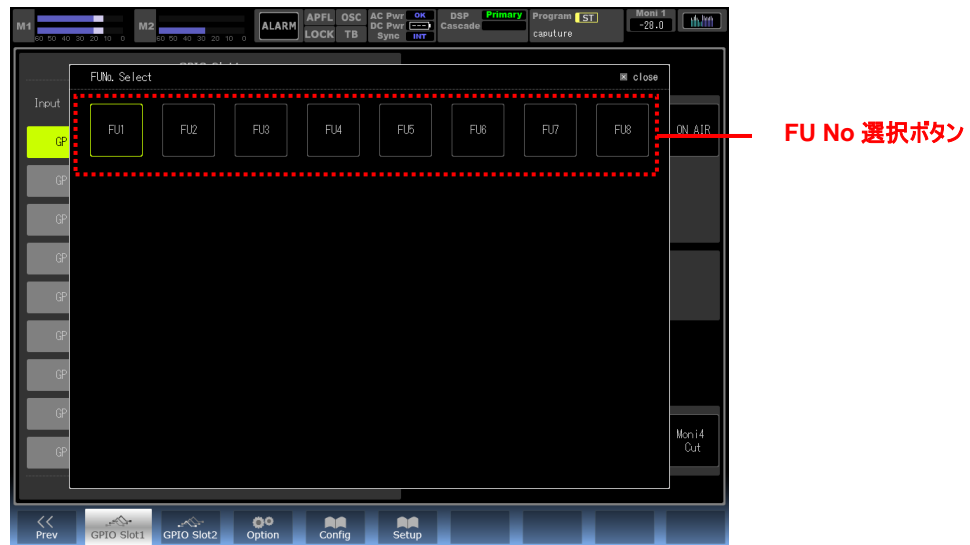 M1
60 50 40 30 20 10 0
M2
60 50 40 30 20 10 0
ALARM
APFL OSC
LOCK TB
AC Pwr OK
DC Pwr
Sync INT
DSP Primary
Cascade
Program ST
caputure
Moni 1
-28.0
FUNo. Select
close
Input
FU1 FU2 FU3 FU4 FU5 FU6 FU7 FU8
ON AIR
FU No 選択ボタン
GP
GP
GP
GP
GP
GP
GP
GP
GP
Moni4
Cut
<<
Prev
GPIO Slot1
GPIO Slot2
Option
Config
Setup